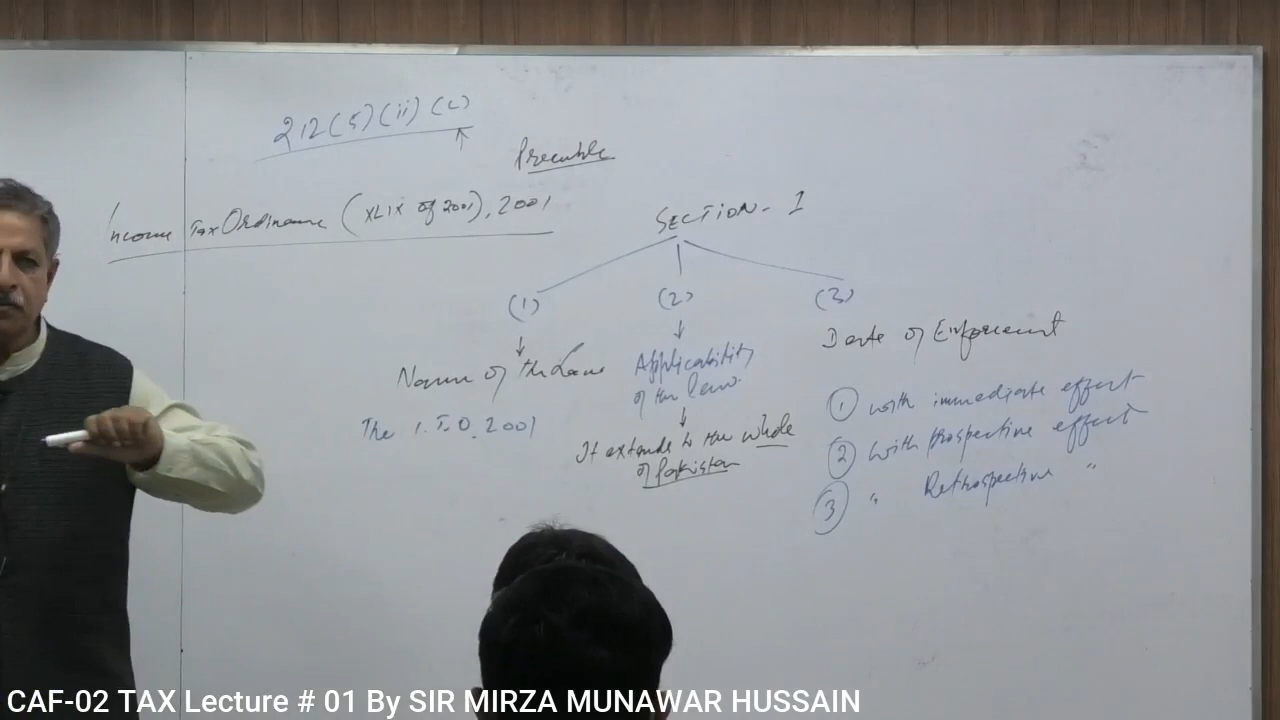 212(5)(ii)(c)
Preamble
Income Tax Ordinance (XLIX of 2001), 2001
SECTION - 1
(1)
(2)
(3)
Name of the Law
The I.T.O. 2001
Applicability
of the law.
It extends to the whole
of Pakistan
Date of Enforcement
① with immediate effect
② with prospective effect
③ " Retrospective "
CAF-02 TAX Lecture # 01 By SIR MIRZA MUNAWAR HUSSAIN